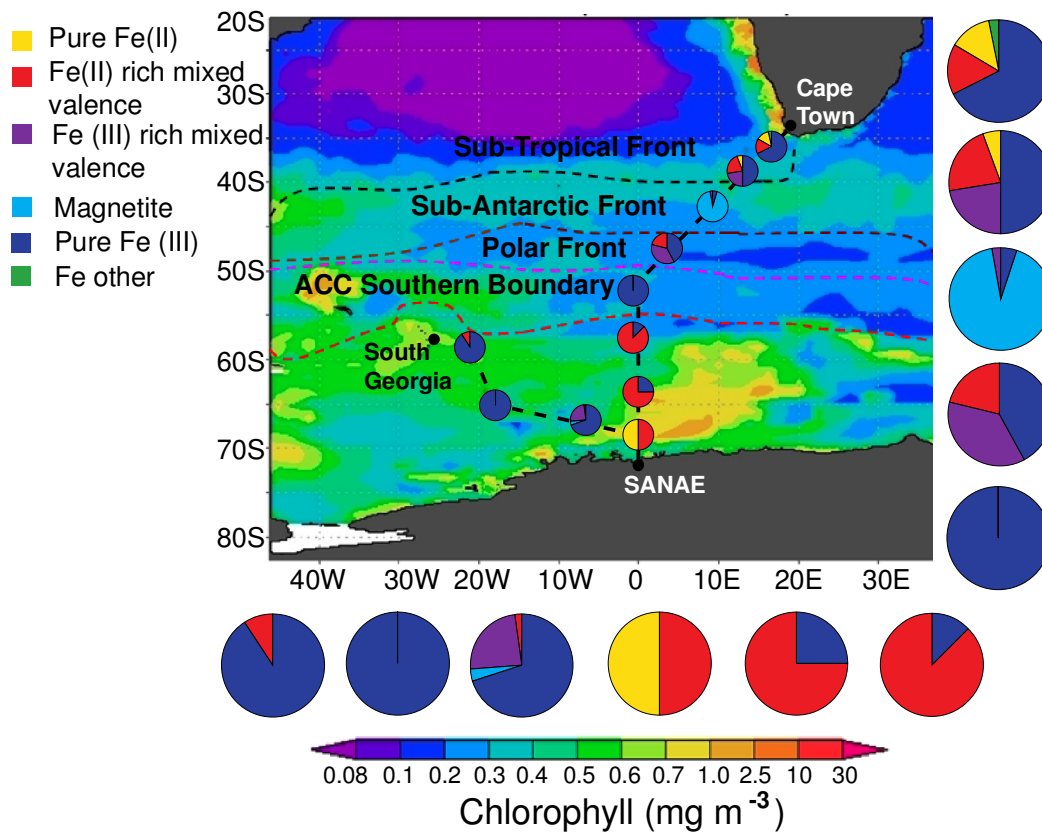 Pure Fe(II)
Fe(II) rich mixed
valence
Fe (III) rich mixed
valence
Magnetite
Pure Fe (III)
Fe other
20S
30S
40S
50S
60S
70S
80S
Cape
Town
Sub-Tropical Front
Sub-Antarctic Front
Polar Front
ACC Southern Boundary
South
Georgia
SANAE
40W
30W
20W
10W
0
10E
20E
30E
0.08
0.1
0.2
0.3
0.4
0.5
0.6
0.7
1.0
2.5
10
30
Chlorophyll (mg m⁻³)